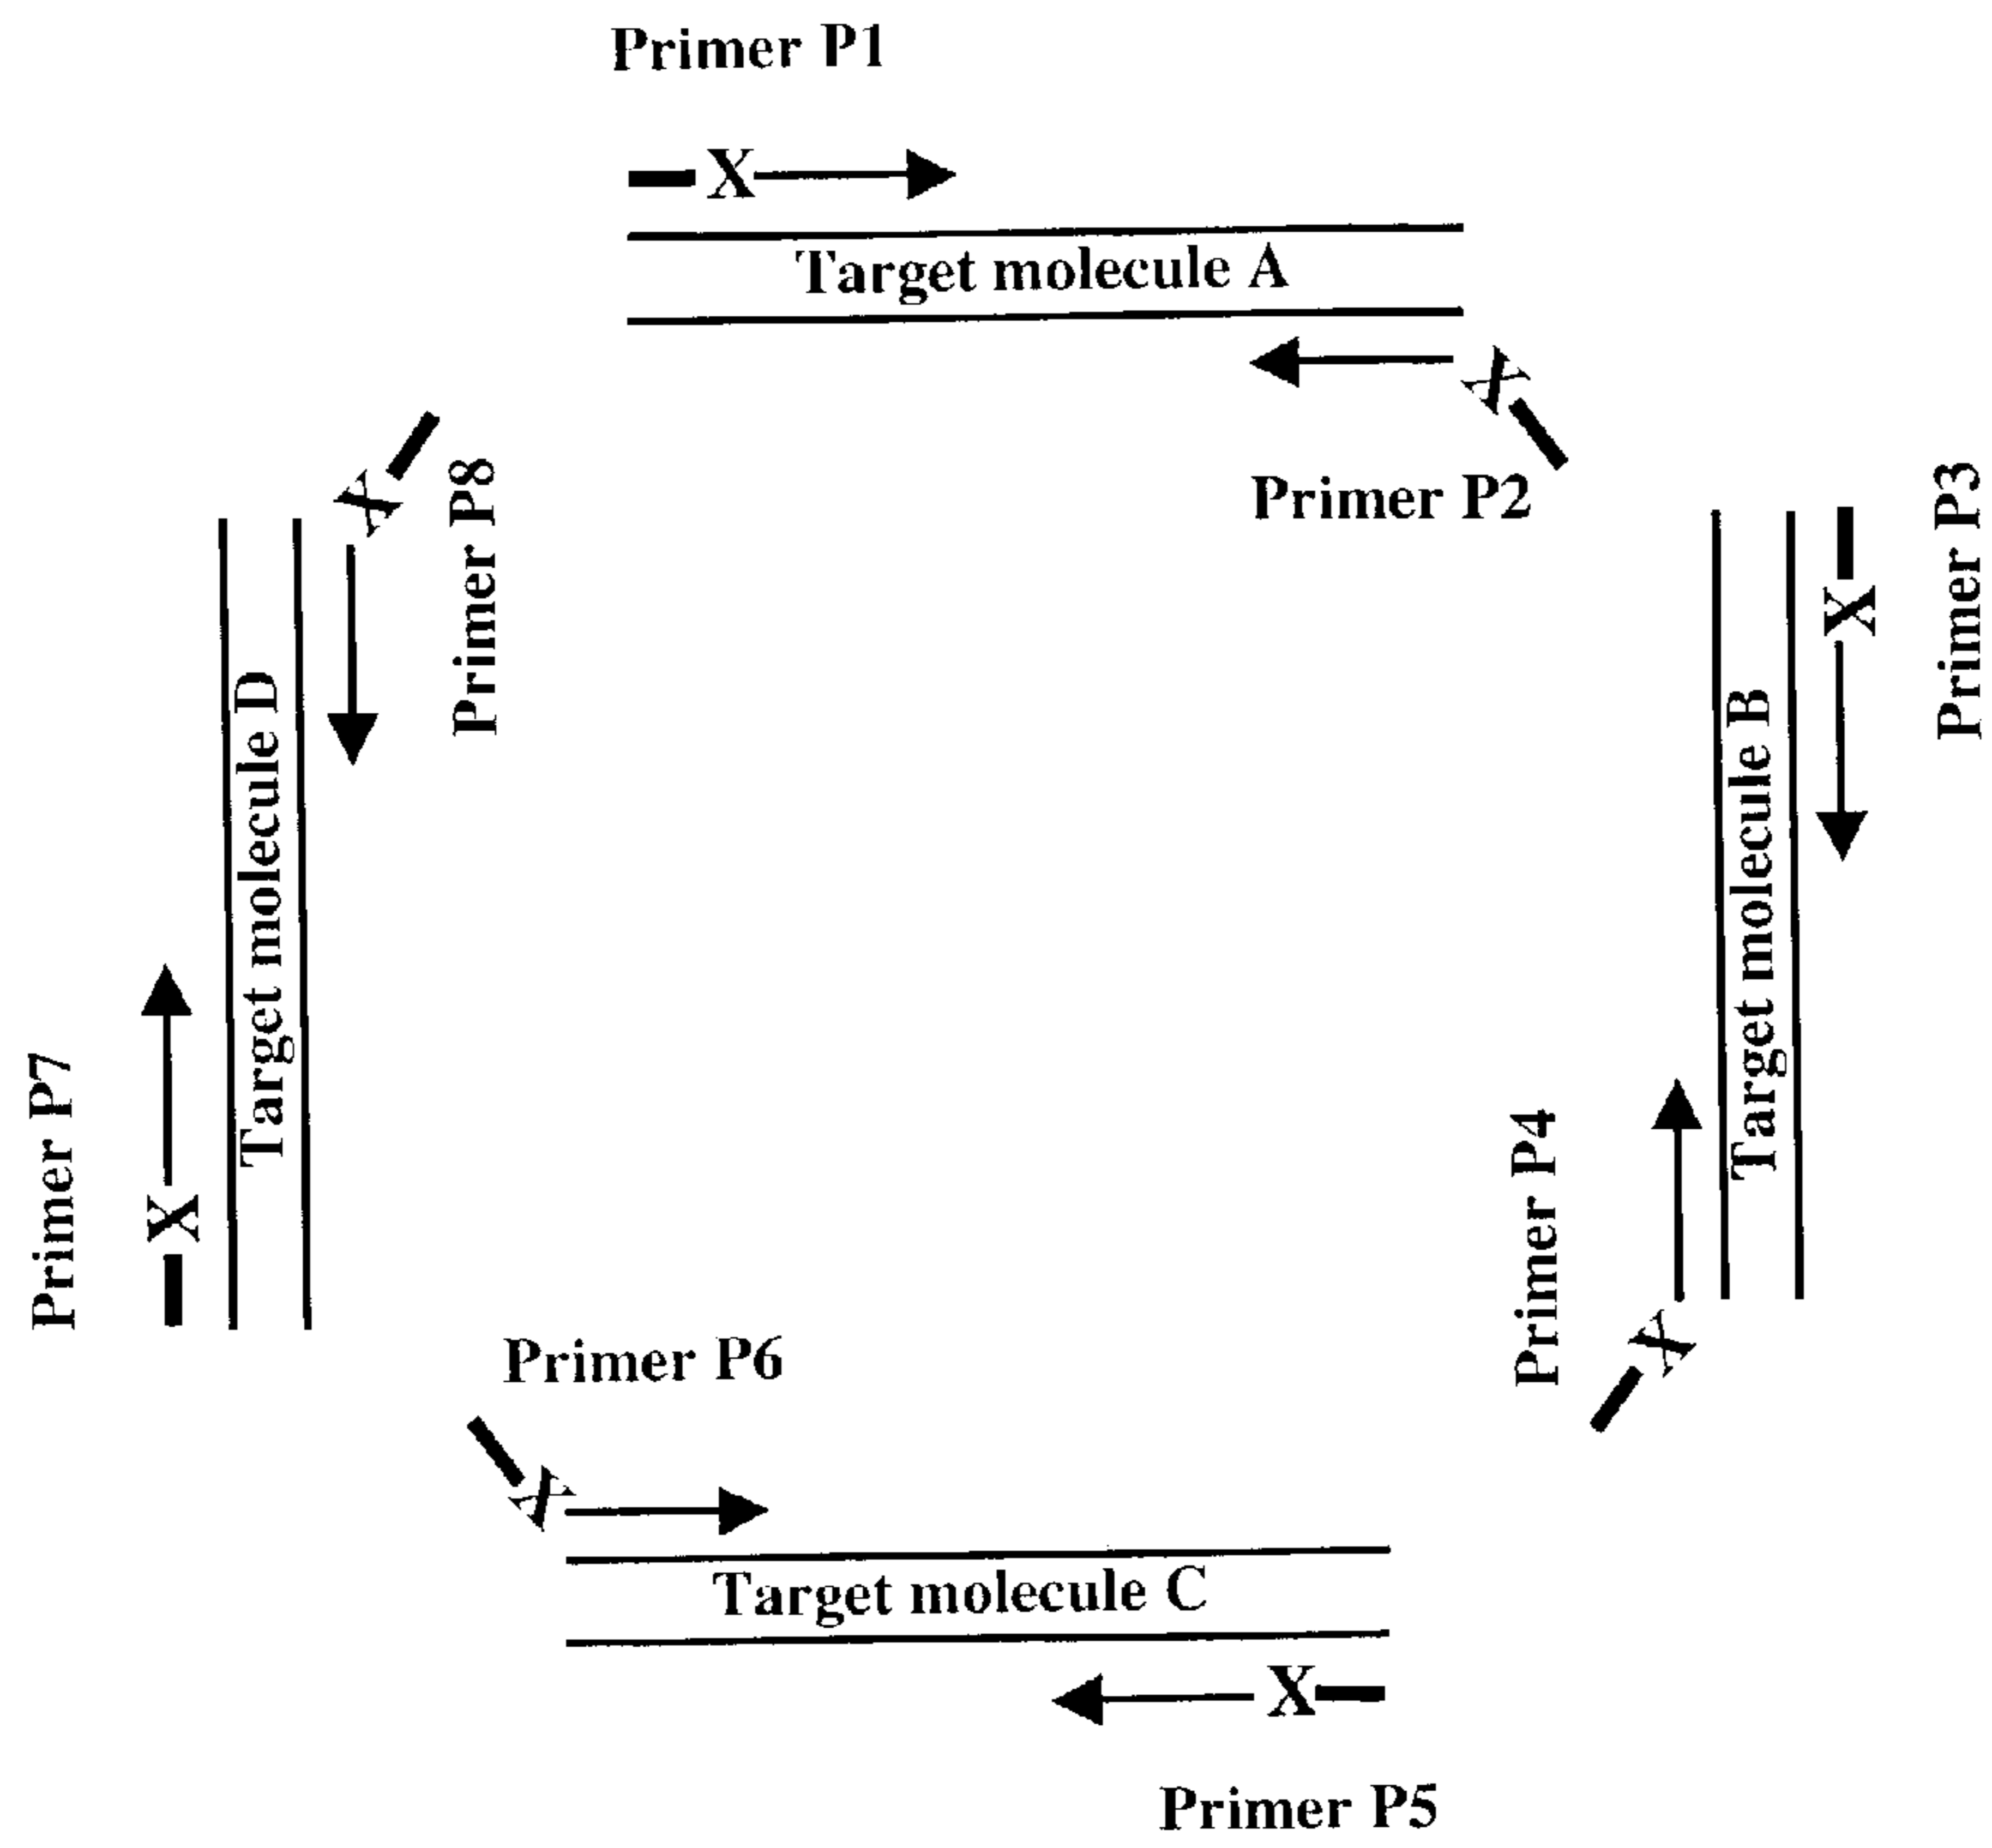 Primer P1
X
Target molecule A
X
Primer P2
X
Primer P8
Target molecule D
X
Primer P7
X
Primer P3
Target molecule B
Primer P4
X
Primer P6
X
Target molecule C
X
Primer P5